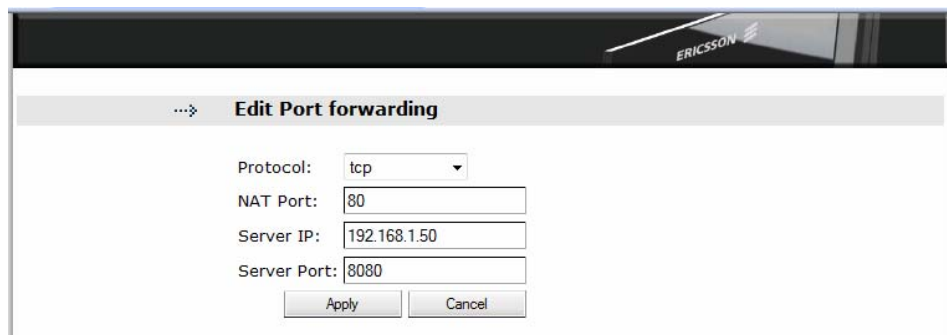 ERICSSON
Edit Port forwarding
Protocol: tcp
NAT Port: 80
Server IP: 192.168.1.50
Server Port: 8080
Apply Cancel